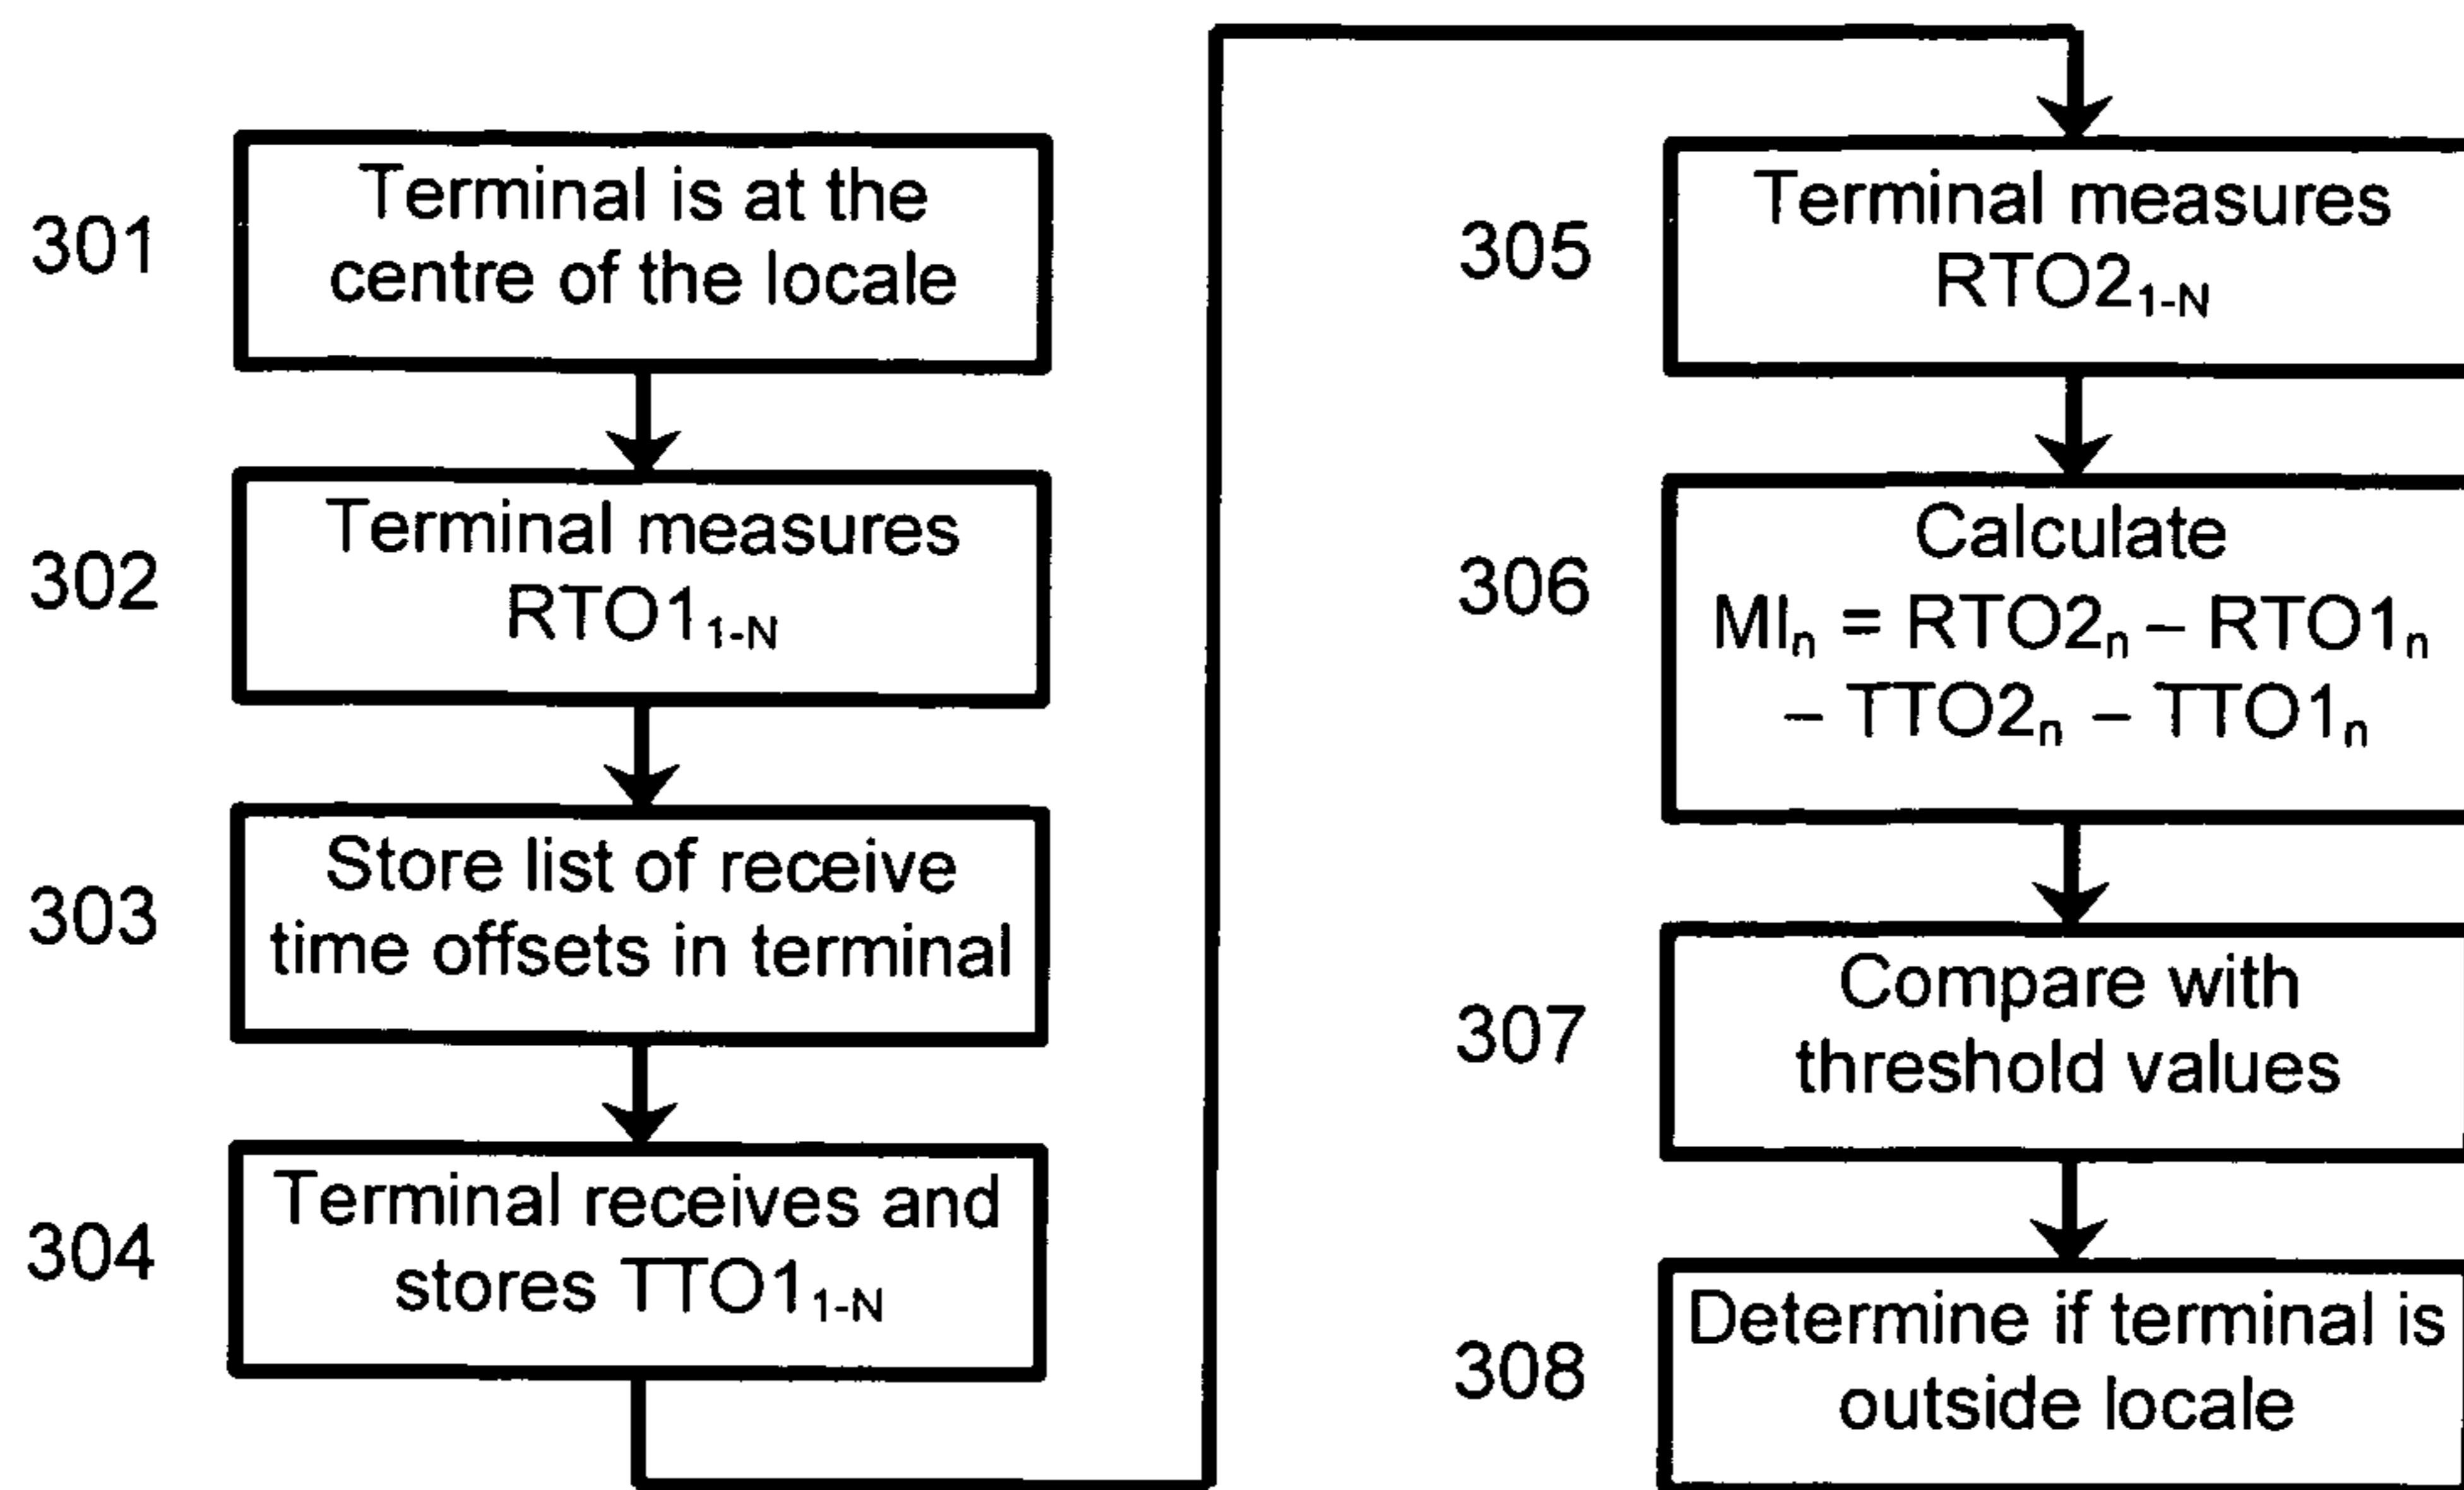 301
Terminal is at the
centre of the locale
302
Terminal measures
RTO1₁₋N
303
Store list of receive
time offsets in terminal
304
Terminal receives and
stores TTO1₁₋N
305
Terminal measures
RTO2₁₋N
306
Calculate
MIₙ = RTO2ₙ – RTO1ₙ
– TTO2ₙ – TTO1ₙ
307
Compare with
threshold values
308
Determine if terminal is
outside locale